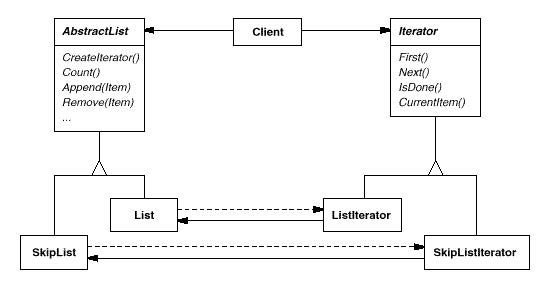 AbstractList
Client
Iterator
CreateIterator()
Count()
Append(Item)
Remove(Item)
...
First()
Next()
IsDone()
CurrentItem()
List
ListIterator
SkipList
SkipListIterator